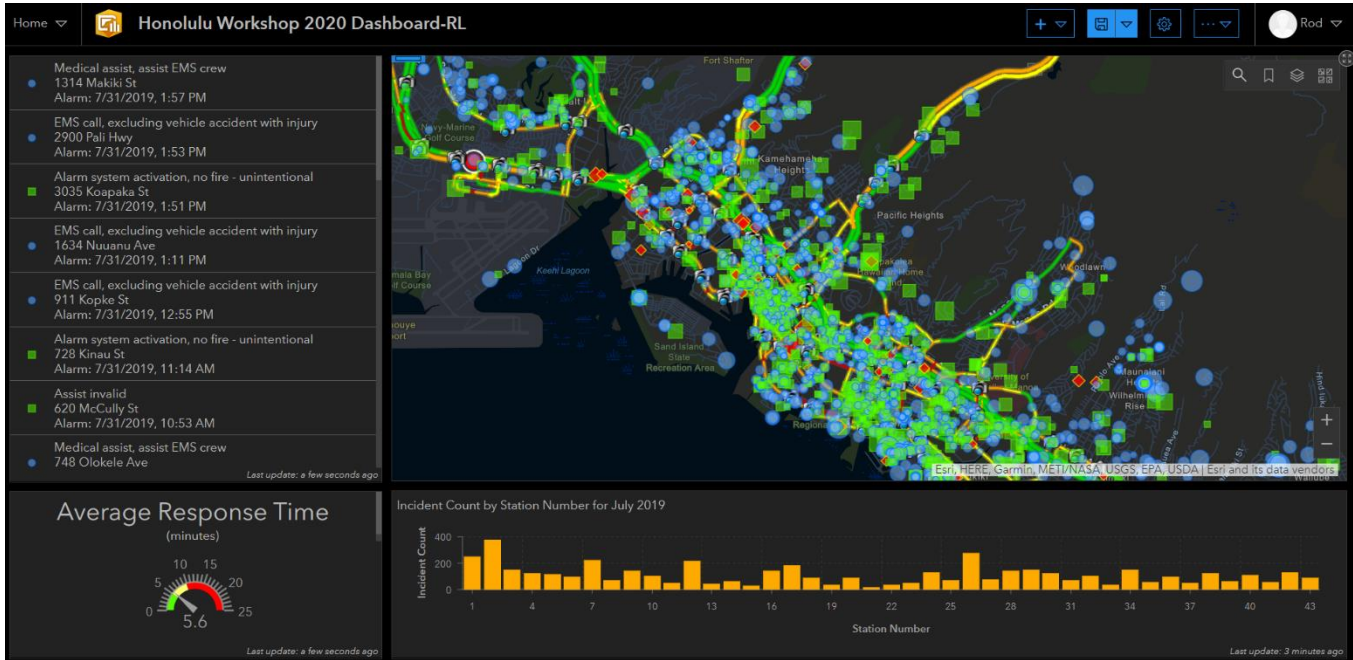 Home
Honolulu Workshop 2020 Dashboard-RL
Rod
Medical assist, assist EMS crew
1314 Makiki St
Alarm: 7/31/2019, 1:57 PM
EMS call, excluding vehicle accident with injury
2900 Pali Hwy
Alarm: 7/31/2019, 1:53 PM
Alarm system activation, no fire - unintentional
3035 Koapaka St
Alarm: 7/31/2019, 1:51 PM
EMS call, excluding vehicle accident with injury
1634 Nuuanu Ave
Alarm: 7/31/2019, 1:11 PM
EMS call, excluding vehicle accident with injury
911 Kopke St
Alarm: 7/31/2019, 12:55 PM
Alarm system activation, no fire - unintentional
728 Kinau St
Alarm: 7/31/2019, 11:14 AM
Assist invalid
620 McCully St
Alarm: 7/31/2019, 10:53 AM
Medical assist, assist EMS crew
748 Olokele Ave
Last update: a few seconds ago
Fort Shafter
Golf Course
Kamehameha
Heights
Pacific Heights
Keehi Lagoon
Lagoon Dr
Sand Island
State
Recreation Area
Rise
Esri, HERE, Garmin, METI/NASA, USGS, EPA, USDA | Esri and its data vendors
Average Response Time
(minutes)
0 5 10 15 20 25
5.6
Last update: a few seconds ago
Incident Count by Station Number for July 2019
Incident Count
400
200
0
1 4 7 10 13 16 19 22 25 28 31 34 37 40 43
Station Number
Last update: 3 minutes ago